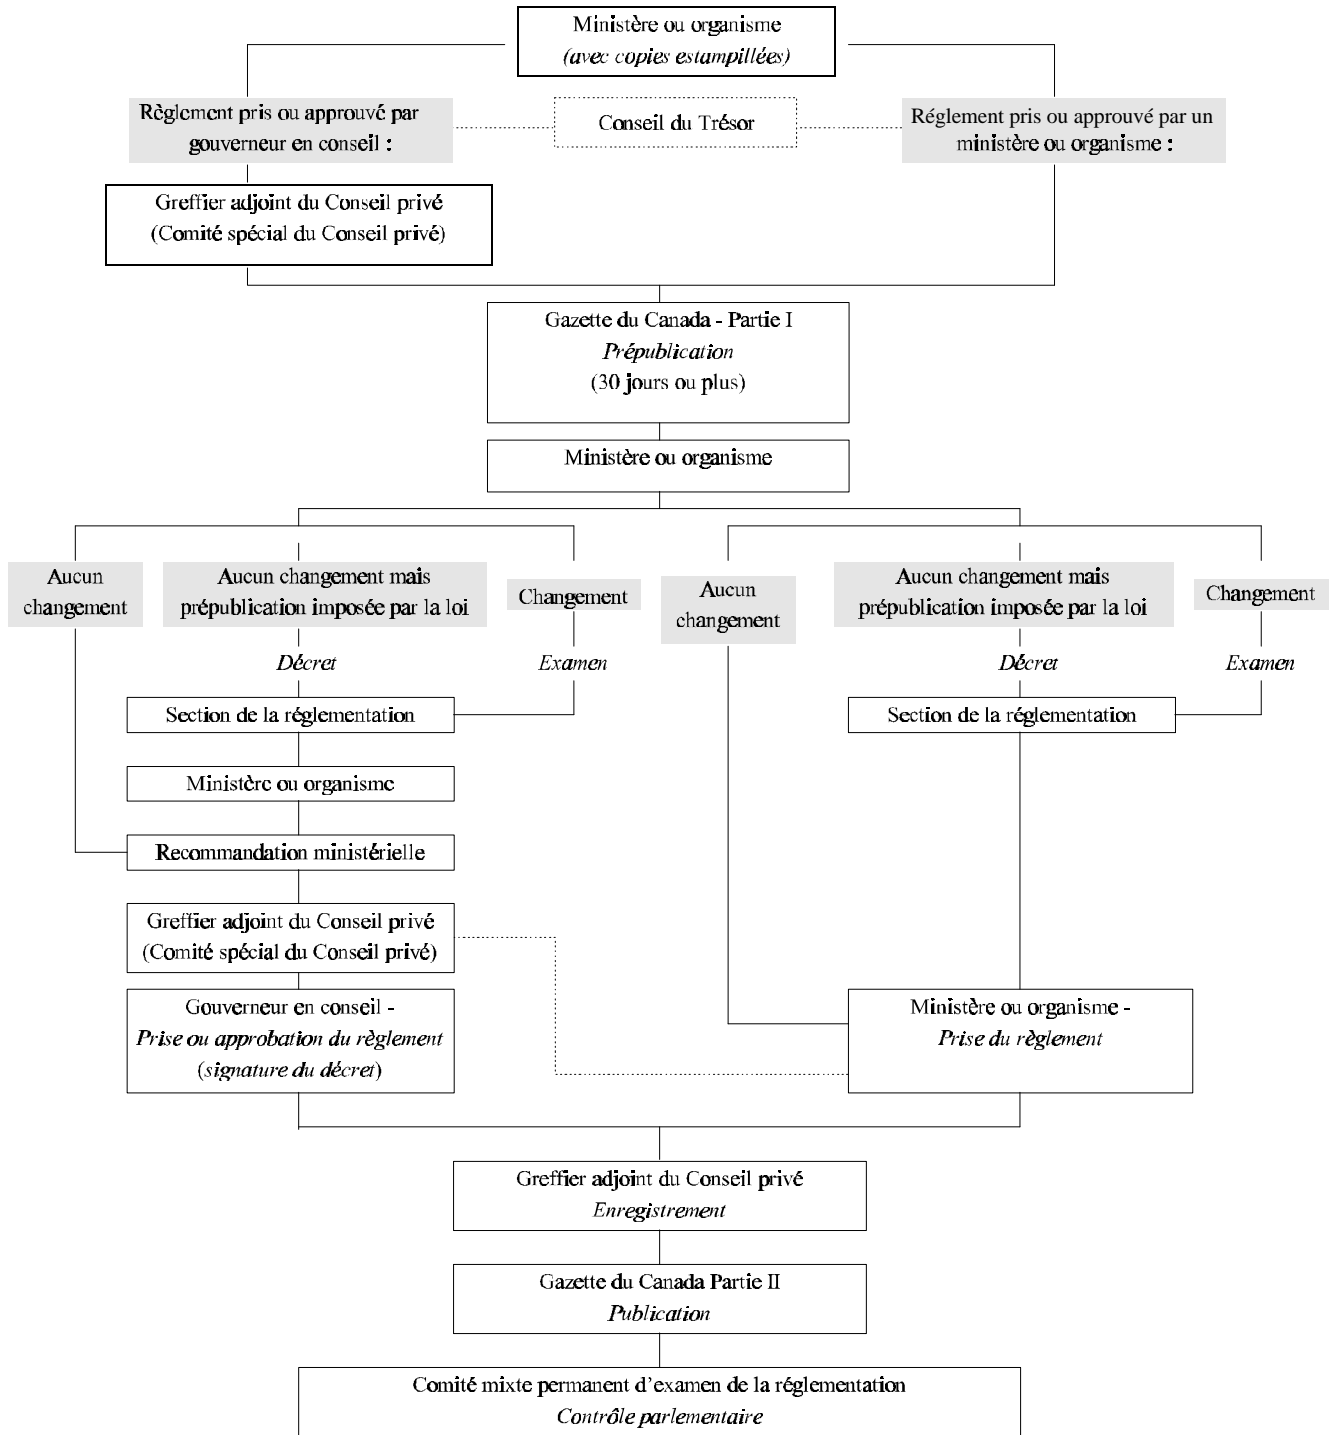 Ministère ou organisme
(avec copies estampillées)
Règlement pris ou approuvé par
gouverneur en conseil :
Conseil du Trésor
Réglement pris ou approuvé par un
ministère ou organisme :
Greffier adjoint du Conseil privé
(Comité spécial du Conseil privé)
Gazette du Canada - Partie I
Prépublication
(30 jours ou plus)
Ministère ou organisme
Aucun
changement
Aucun changement mais
prépublication imposée par la loi
Changement
Aucun
changement
Aucun changement mais
prépublication imposée par la loi
Changement
Décret
Examen
Décret
Examen
Section de la réglementation
Section de la réglementation
Ministère ou organisme
Recommandation ministérielle
Greffier adjoint du Conseil privé
(Comité spécial du Conseil privé)
Gouverneur en conseil -
Prise ou approbation du règlement
(signature du décret)
Ministère ou organisme -
Prise du règlement
Greffier adjoint du Conseil privé
Enregistrement
Gazette du Canada Partie II
Publication
Comité mixte permanent d'examen de la réglementation
Contrôle parlementaire